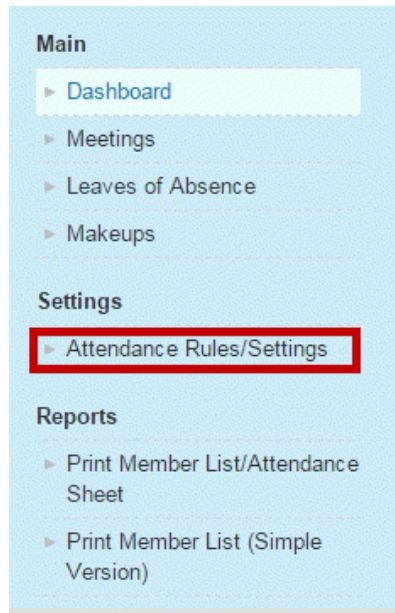 Main
Dashboard
Meetings
Leaves of Absence
Makeups
Settings
Attendance Rules/Settings
Reports
Print Member List/Attendance
Sheet
Print Member List (Simple
Version)